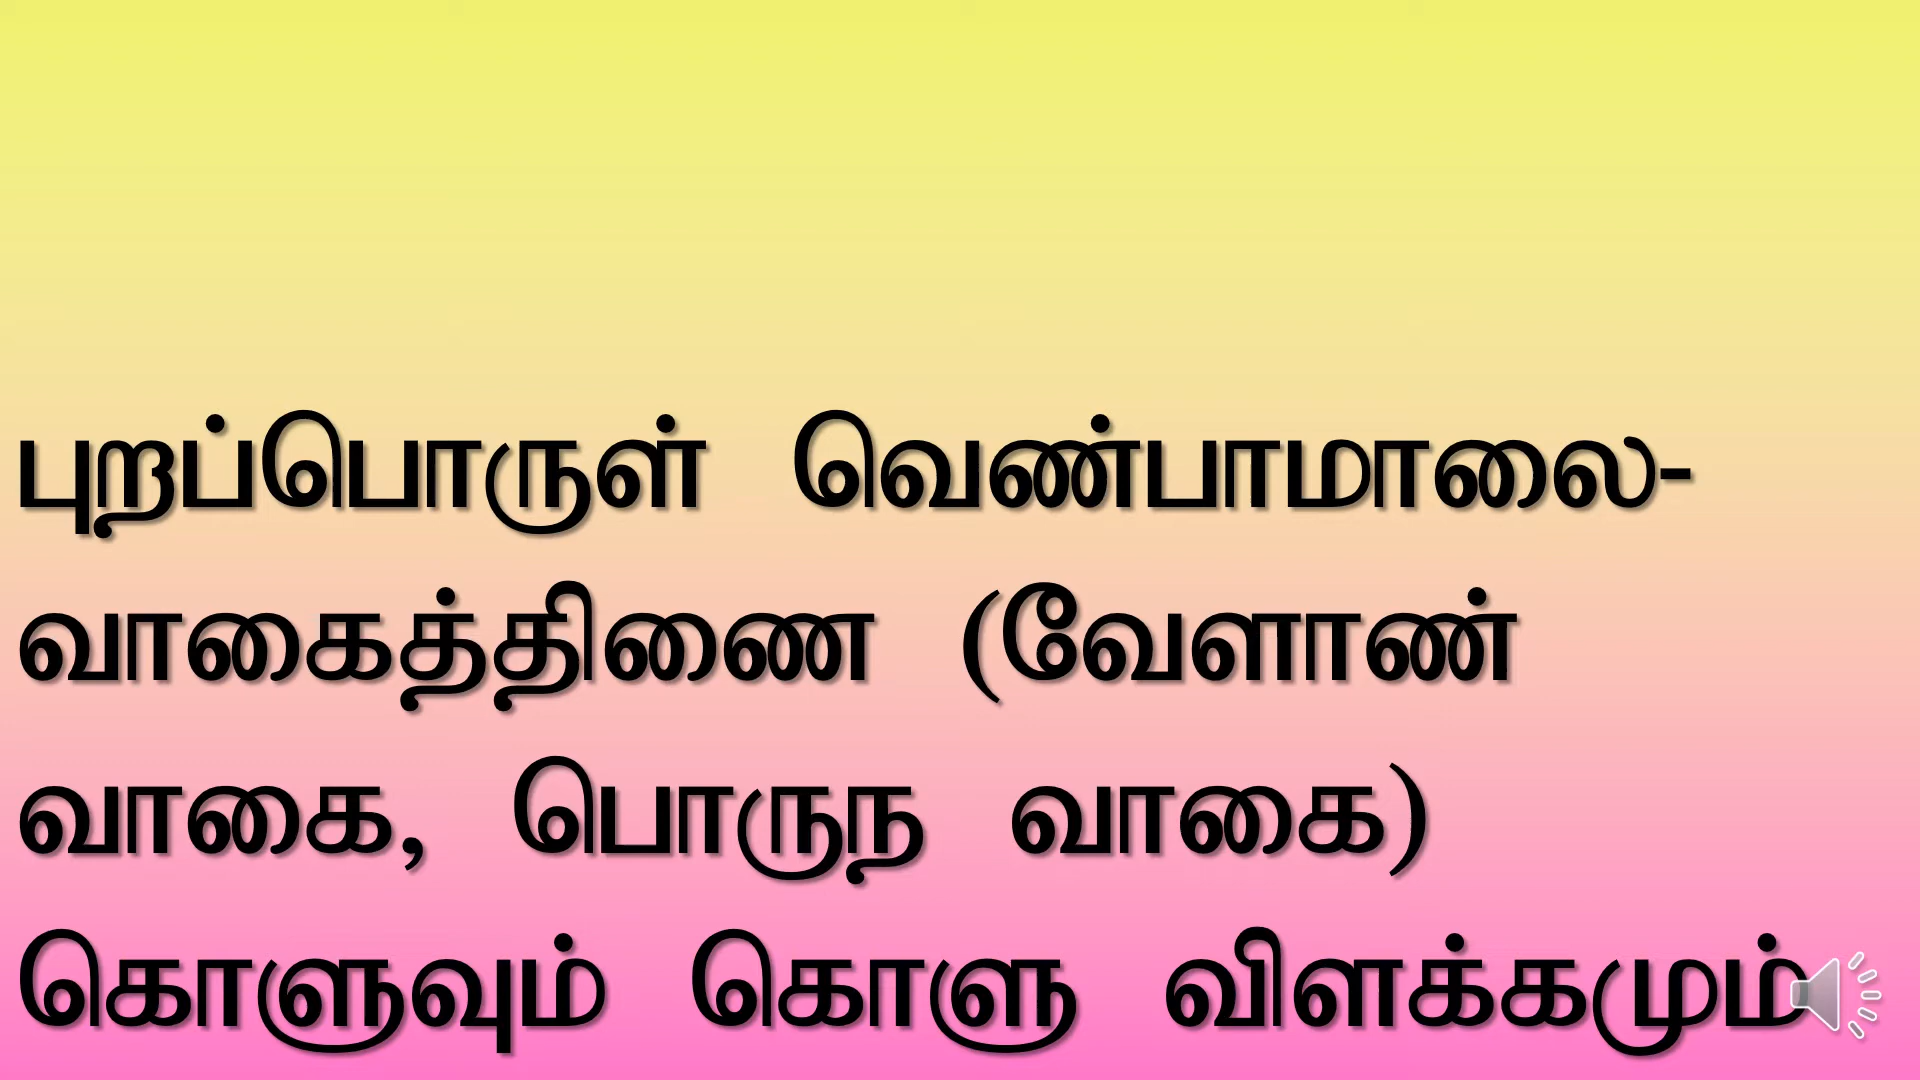 புறப்பொருள் வெண்பாமாலை-
வாகைத்திணை (வேளாண்
வாகை, பொருந வாகை)
கொளுவும் கொளு விளக்கமும்